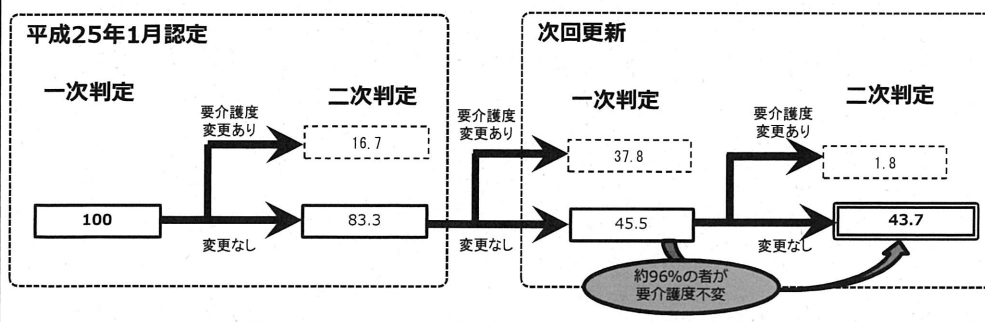 平成25年1月認定
一次判定
二次判定
要介護度
変更あり
16.7
100
変更なし
83.3
要介護度
変更あり
変更なし
次回更新
一次判定
二次判定
37.8
要介護度
変更あり
1.8
45.5
変更なし
43.7
約96%の者が
要介護度不変